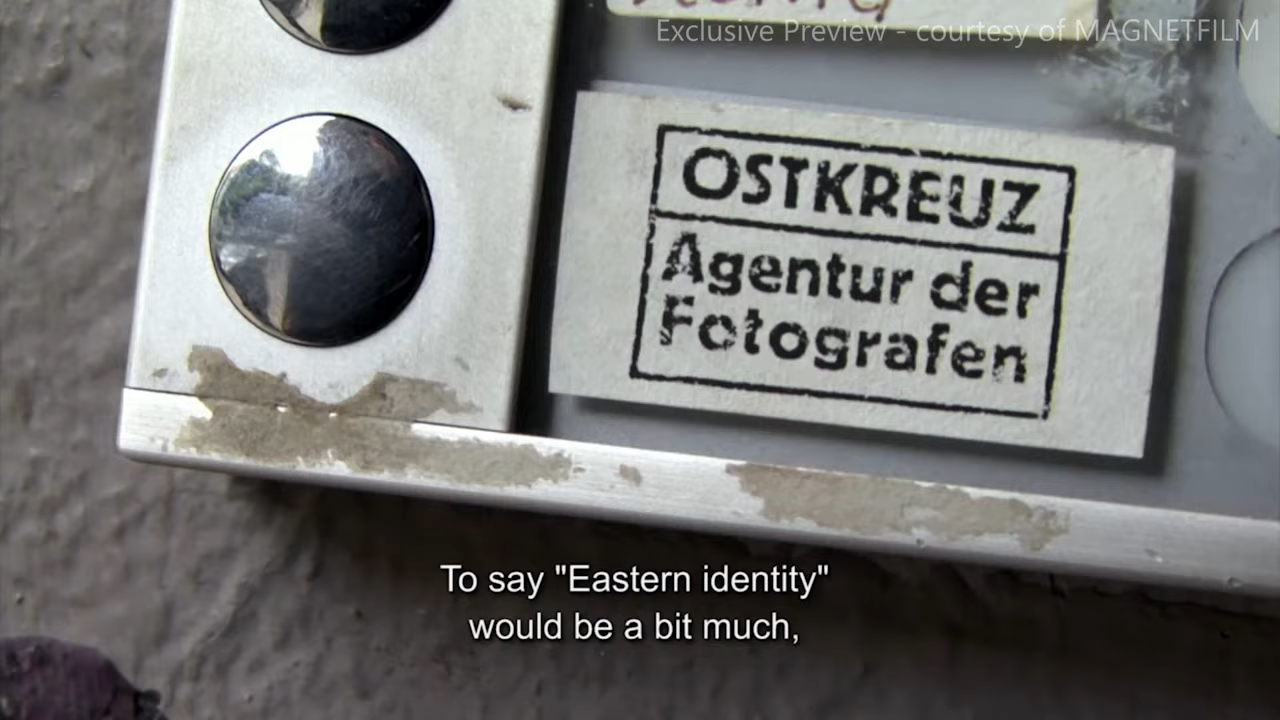 Exclusive Preview - courtesy of MAGNETFILM
OSTKREUZ
Agentur der
Fotografen
To say "Eastern identity"
would be a bit much,